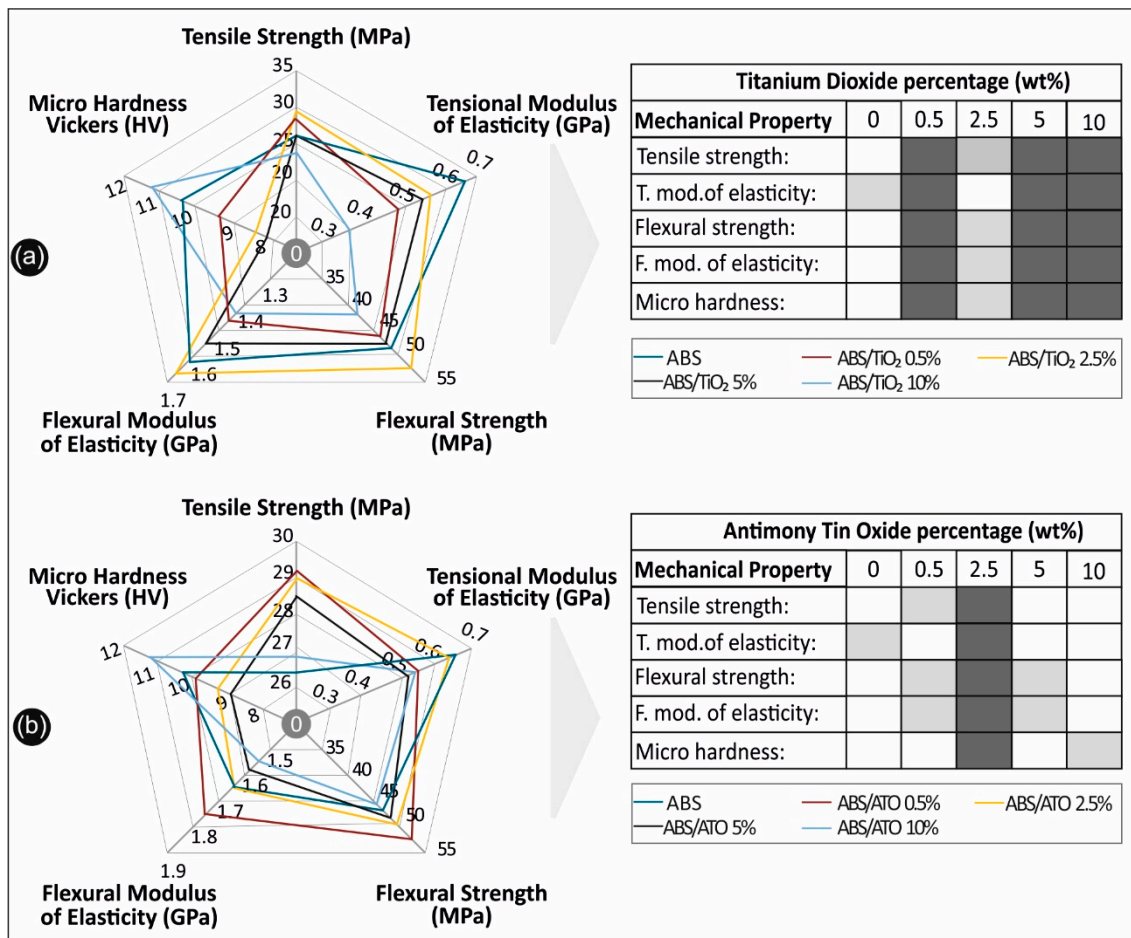 (a)
Tensile Strength (MPa)
35
30
25
20
20
Tensional Modulus
of Elasticity (GPa)
0.7
0.6
0.5
0.4
0.3
Micro Hardness
Vickers (HV)
12
11
10
9
8
0
35
40
45
50
55
1.3
1.4
1.5
1.6
1.7
Flexural Modulus
of Elasticity (GPa)
Flexural Strength
(MPa)
Titanium Dioxide percentage (wt%)
Mechanical Property 0 0.5 2.5 5 10
Tensile strength:
T. mod.of elasticity:
Flexural strength:
F. mod. of elasticity:
Micro hardness:
ABS ABS/TiO₂ 0.5% ABS/TiO₂ 2.5%
ABS/TiO₂ 5% ABS/TiO₂ 10%
(b)
Tensile Strength (MPa)
30
29
28
27
26
Tensional Modulus
of Elasticity (GPa)
0.7
0.6
0.5
0.4
0.3
Micro Hardness
Vickers (HV)
12
11
10
9
8
0
35
40
45
50
55
1.5
1.6
1.7
1.8
1.9
Flexural Modulus
of Elasticity (GPa)
Flexural Strength
(MPa)
Antimony Tin Oxide percentage (wt%)
Mechanical Property 0 0.5 2.5 5 10
Tensile strength:
T. mod.of elasticity:
Flexural strength:
F. mod. of elasticity:
Micro hardness:
ABS ABS/ATO 0.5% ABS/ATO 2.5%
ABS/ATO 5% ABS/ATO 10%